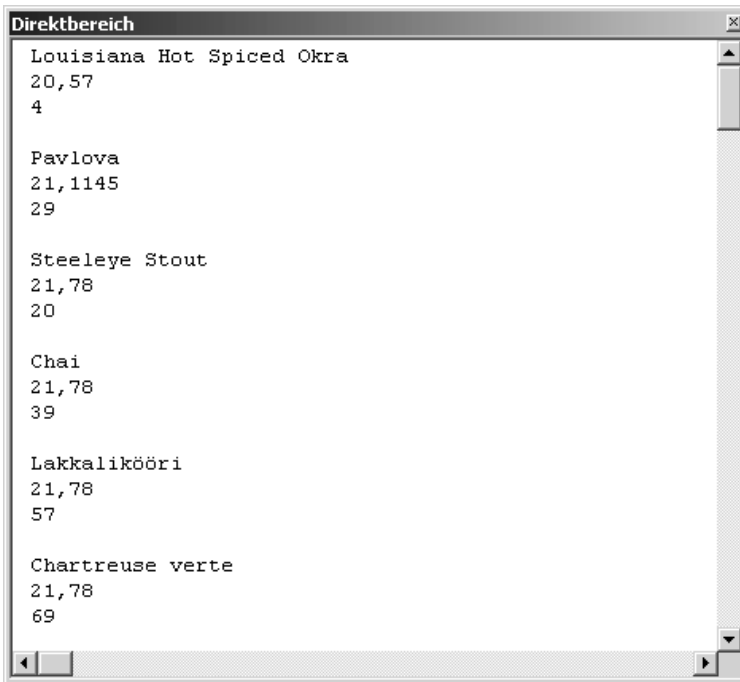 Direktbereich
Louisiana Hot Spiced Okra
20,57
4
Pavlova
21,1145
29
Steeleye Stout
21,78
20
Chai
21,78
39
Lakkalikööri
21,78
57
Chartreuse verte
21,78
69